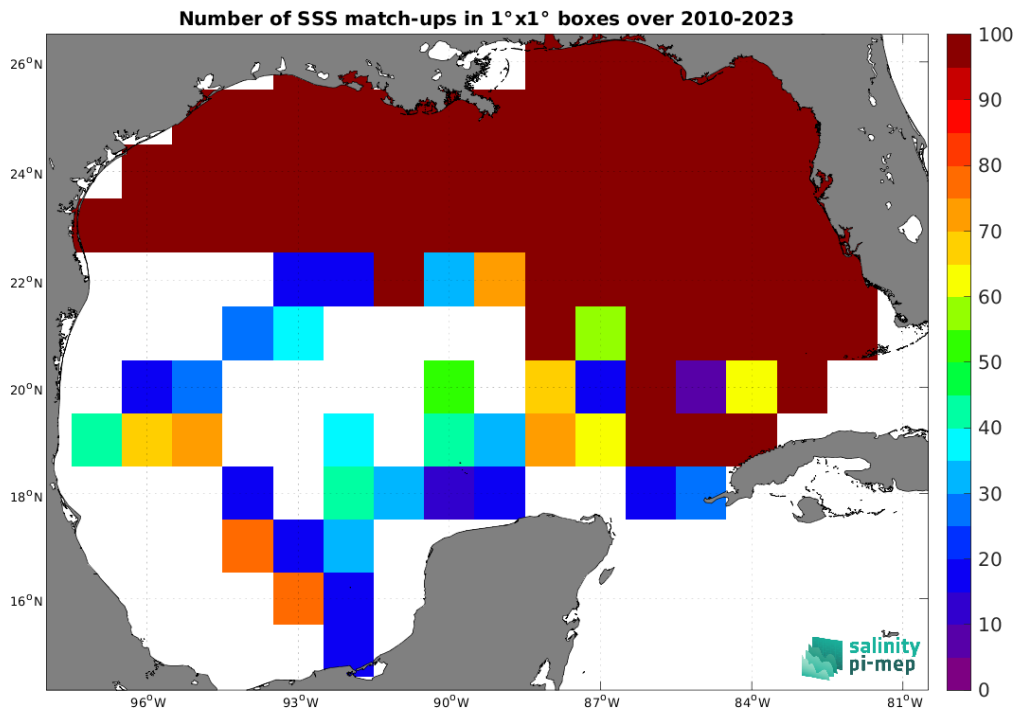 Number of SSS match-ups in 1°x1° boxes over 2010-2023
26°N
24°N
22°N
20°N
18°N
16°N
96°W
93°W
90°W
87°W
84°W
81°W
100
90
80
70
60
50
40
30
20
10
0
salinity
pi-mep